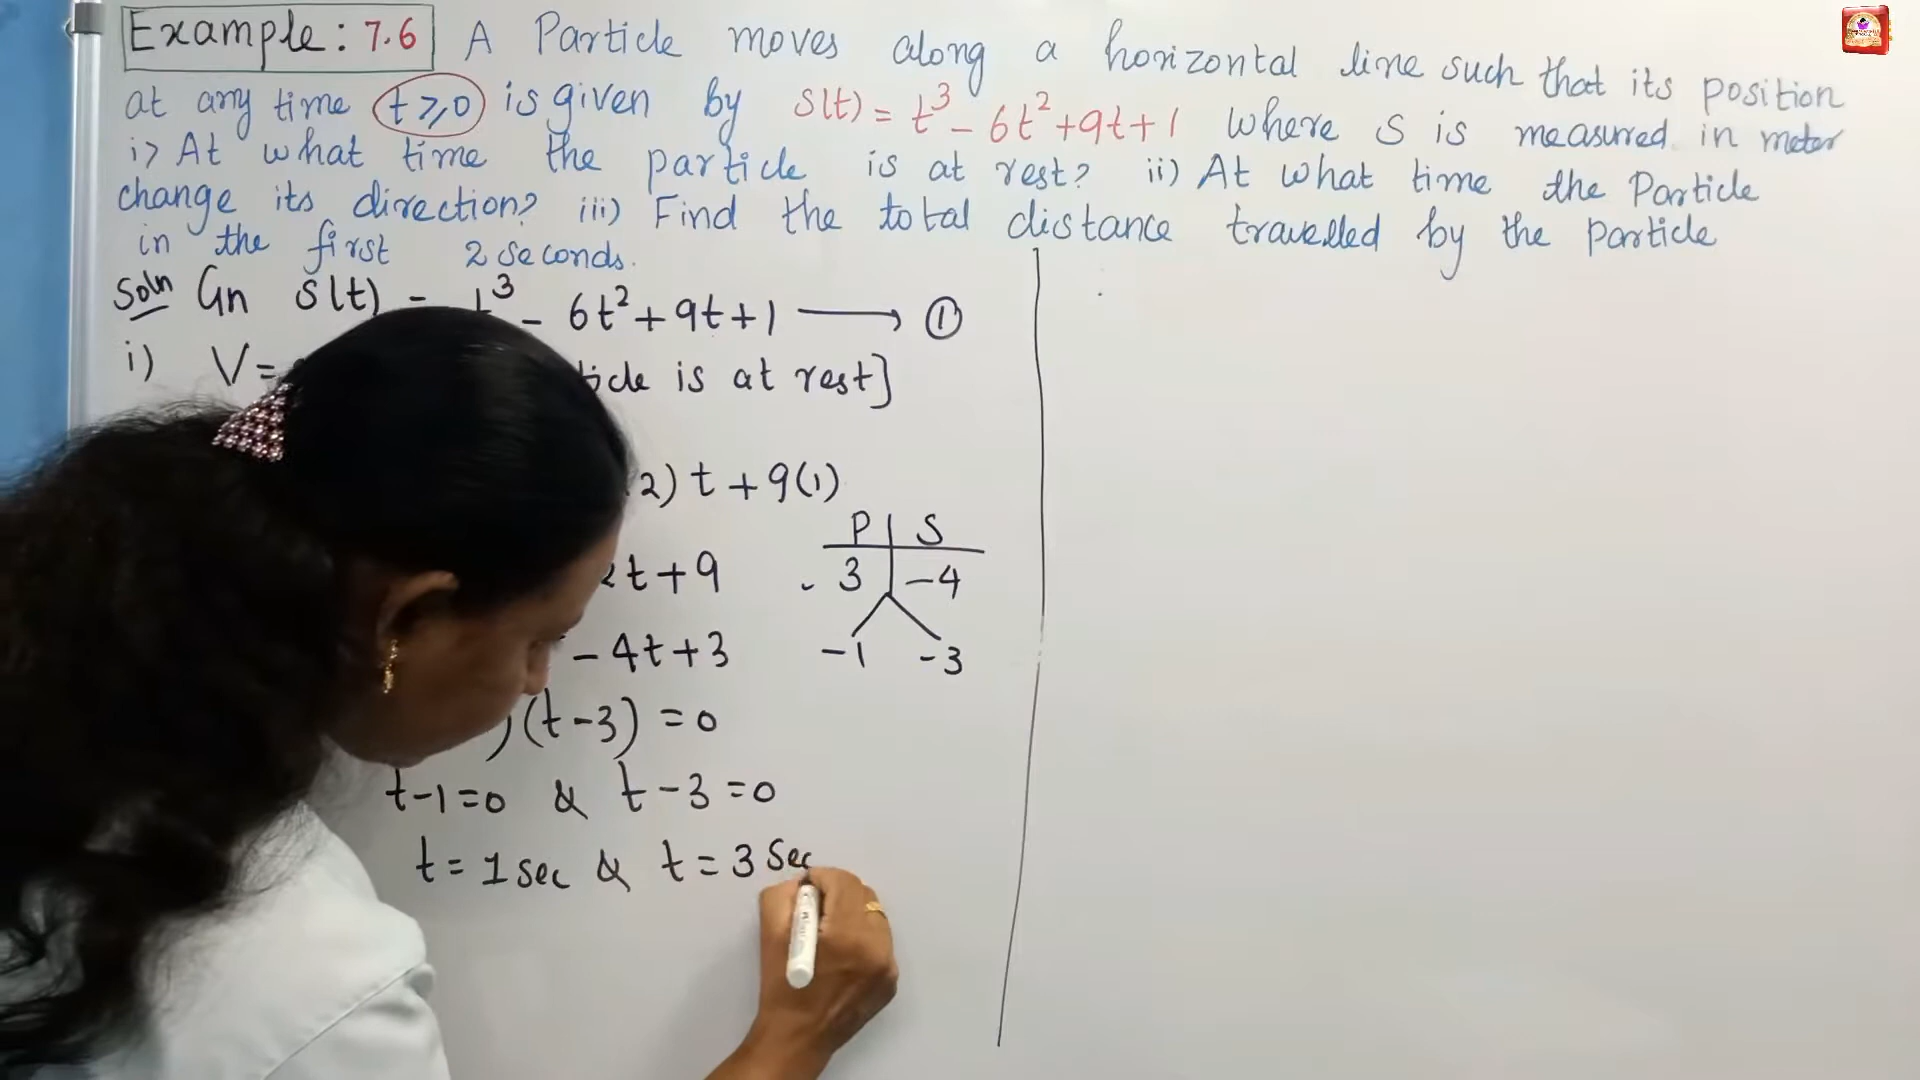 Example: 7.6 A Particle moves along a horizontal line such that its position
at any time t ≥ 0 is given by s(t) = t³ - 6t² + 9t + 1 where S is measured in meter
i) At what time the particle is at rest? ii) At what time the Particle
change its direction? iii) Find the total distance travelled by the particle
in the first 2 seconds.
Soln Gn s(t) = t³ - 6t² + 9t + 1 → ①
i) V = is at rest]
2) t + 9(1)
P | S
t + 9
3 | -4
- 4t + 3
-1 -3
) (t-3) = 0
t-1=0 & t-3=0
t = 1 sec & t = 3 Sec